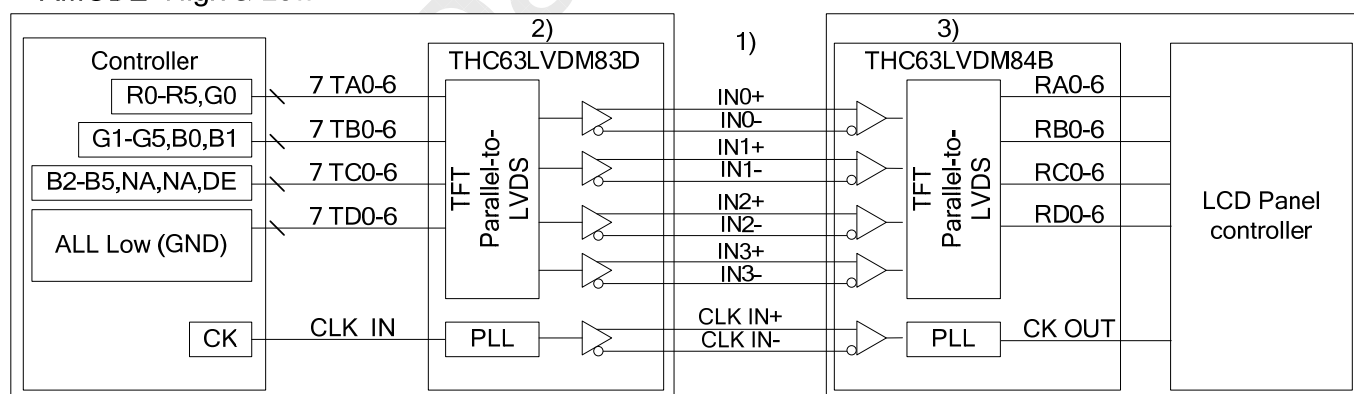 2)
1)
3)
Controller
THC63LVDM83D
THC63LVDM84B
R0-R5,G0
7 TA0-6
IN0+
IN0-
RA0-6
G1-G5,B0,B1
7 TB0-6
IN1+
IN1-
RB0-6
B2-B5,NA,NA,DE
7 TC0-6
IN2+
IN2-
RC0-6
ALL Low (GND)
7 TD0-6
IN3+
IN3-
RD0-6
TFT
Parallel-to-
LVDS
TFT
Parallel-to-
LVDS
LCD Panel
controller
CK
CLK IN
PLL
CLK IN+
CLK IN-
PLL
CK OUT